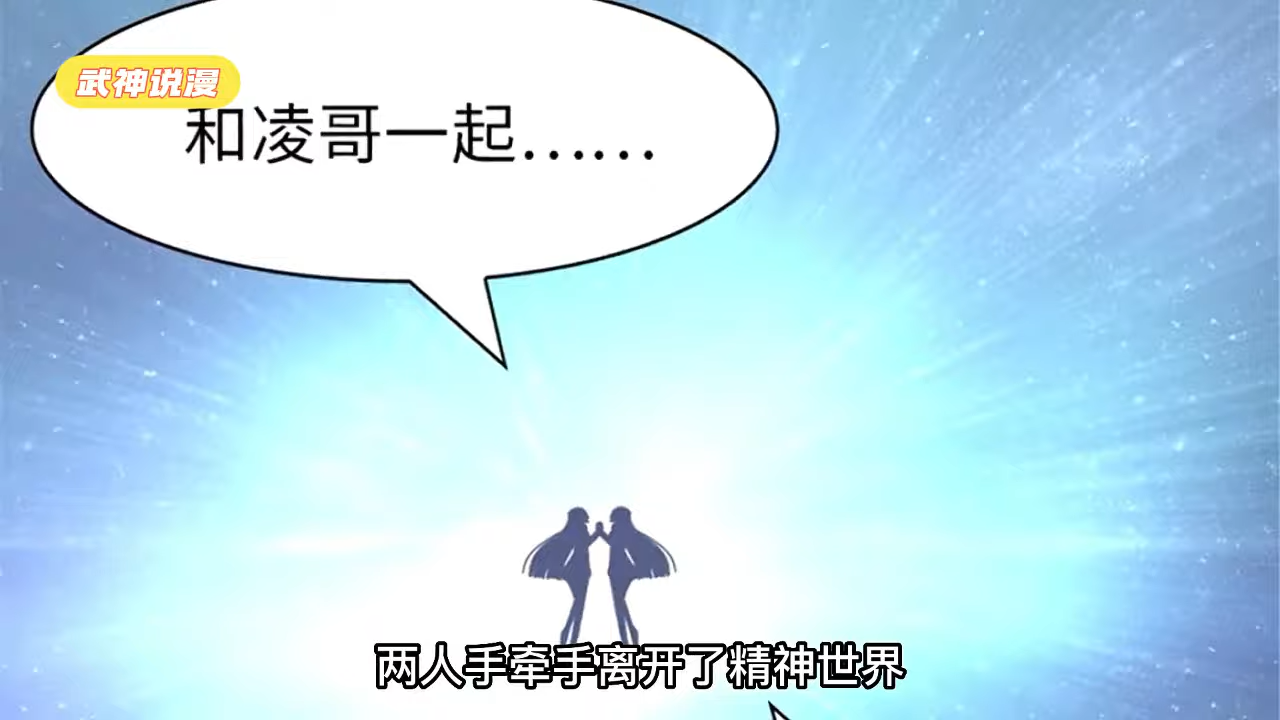 武神说漫
和凌哥一起……
两人手牵手离开了精神世界